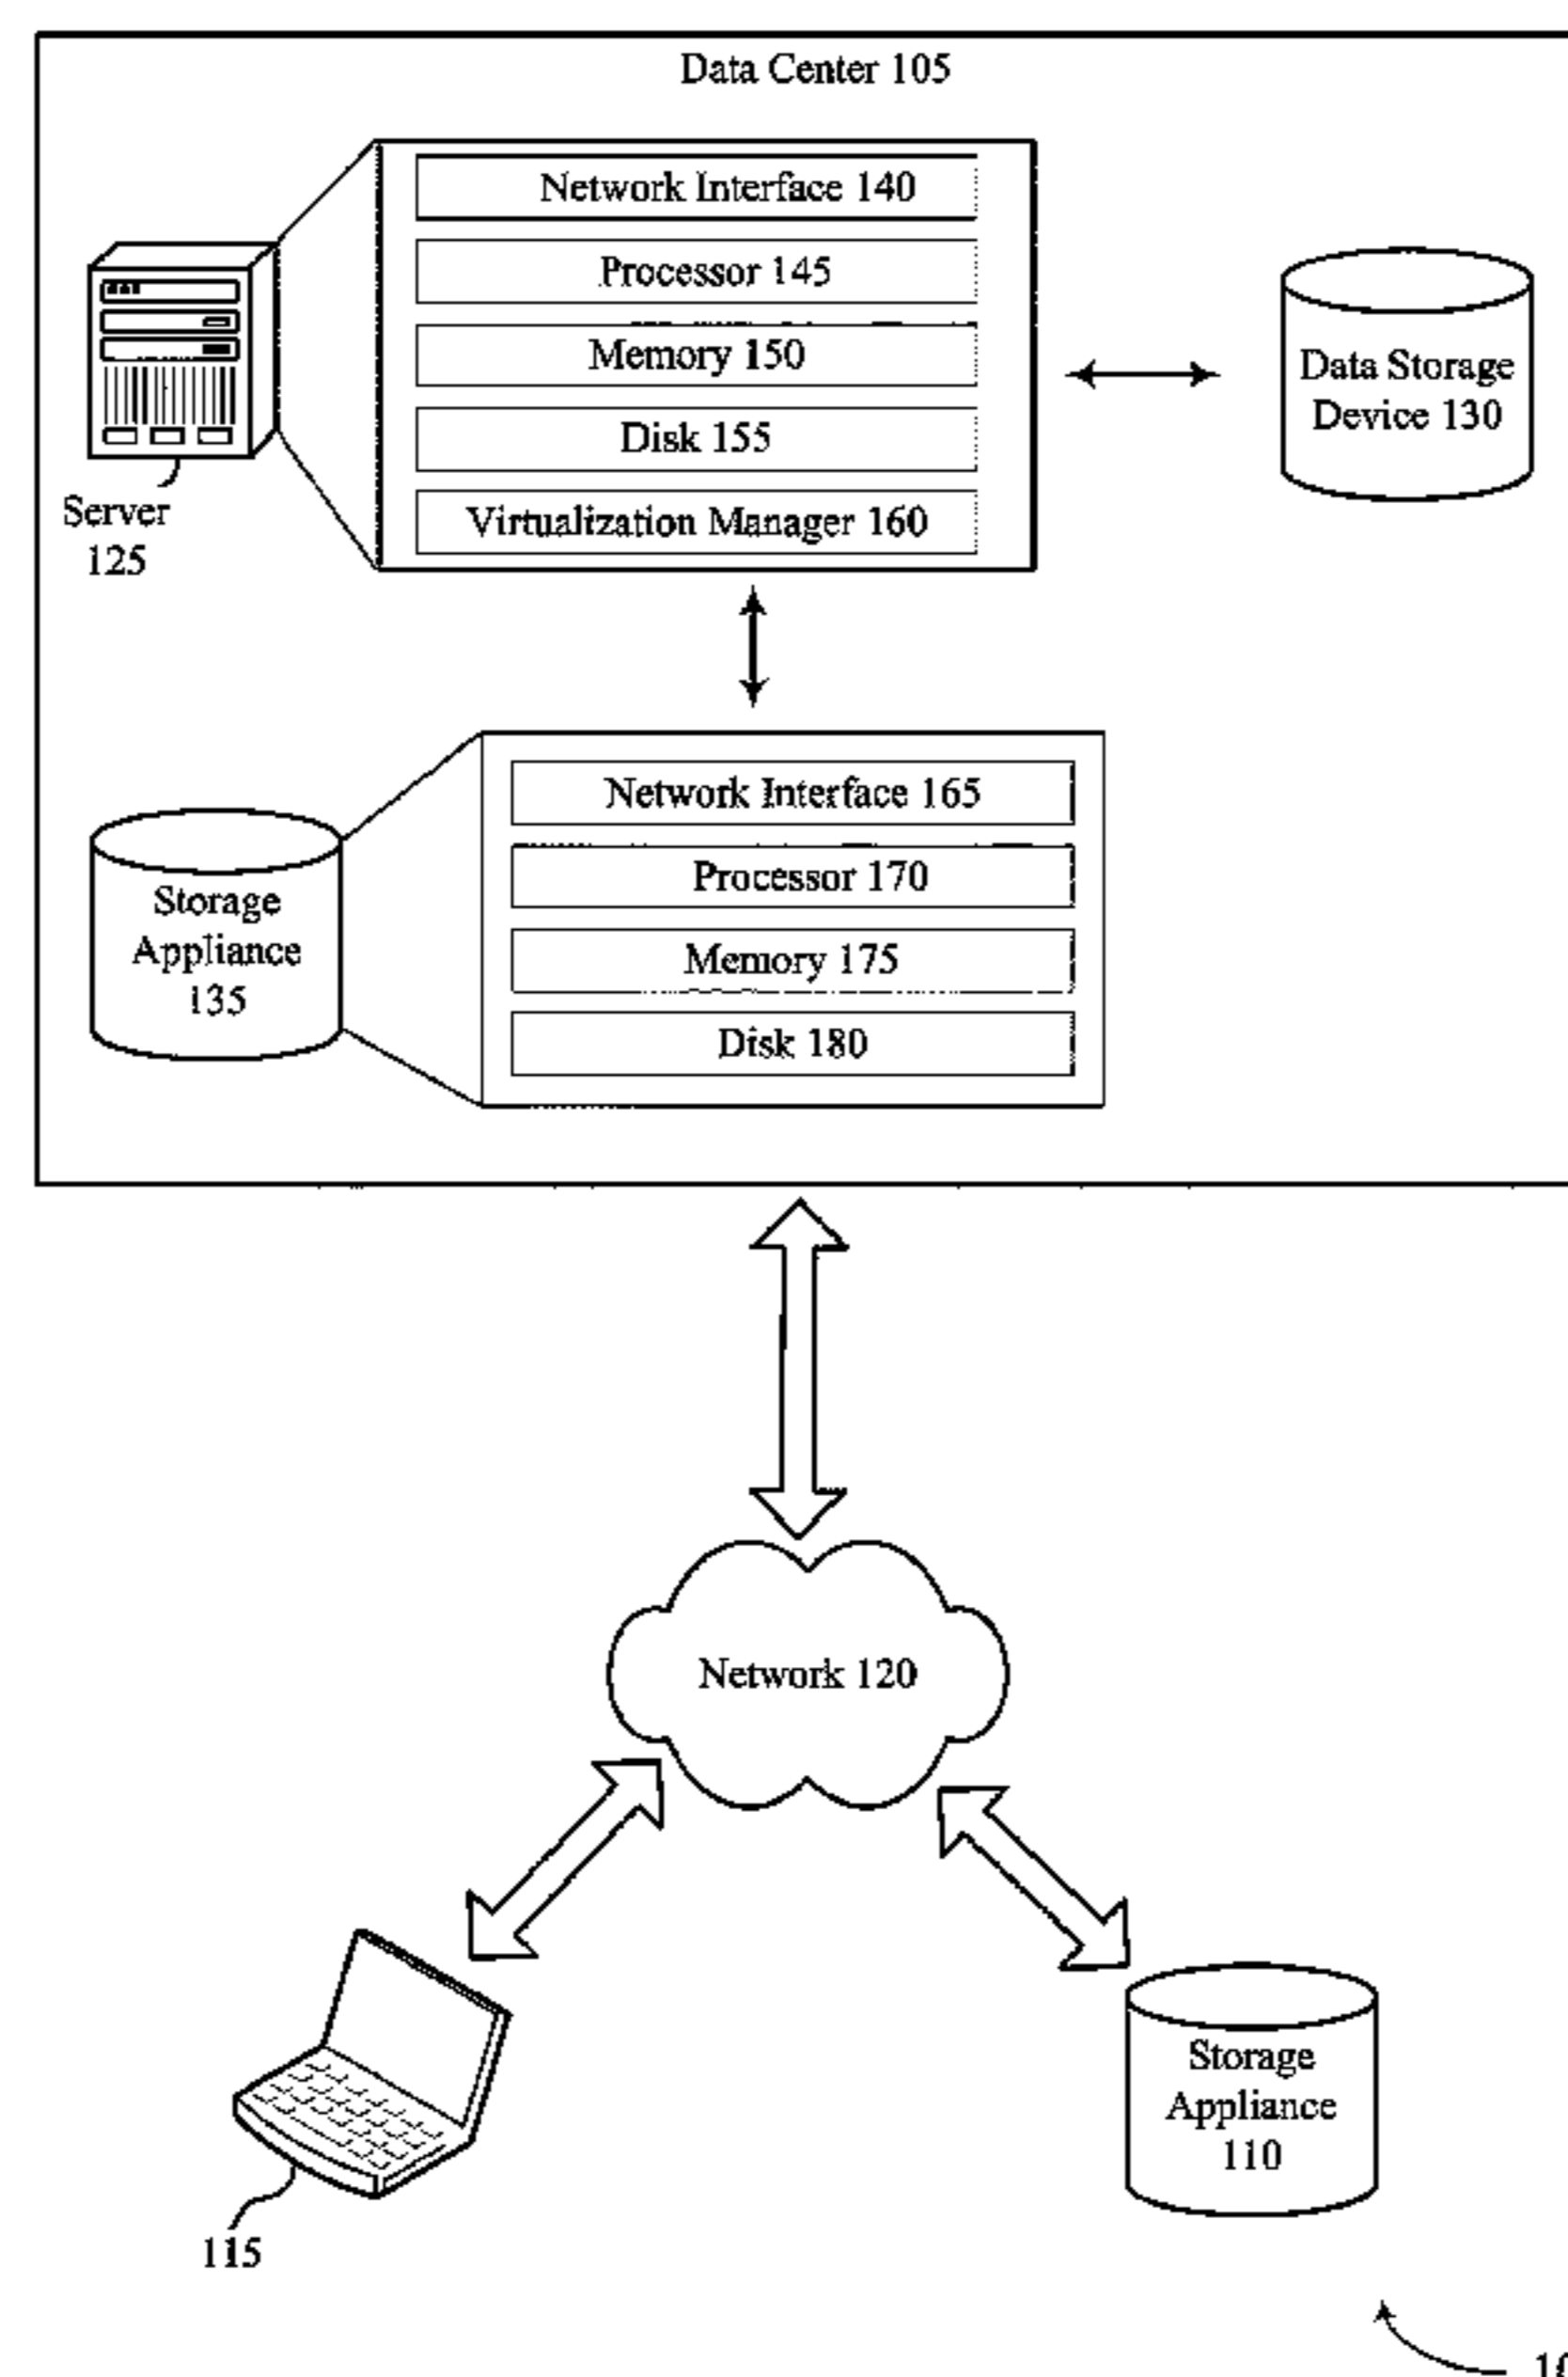 Data Center 105
Network Interface 140
Processor 145
Memory 150
Disk 155
Virtualization Manager 160
Server
125
Data Storage
Device 130
Network Interface 165
Processor 170
Memory 175
Disk 180
Storage
Appliance
135
Network 120
115
Storage
Appliance
110